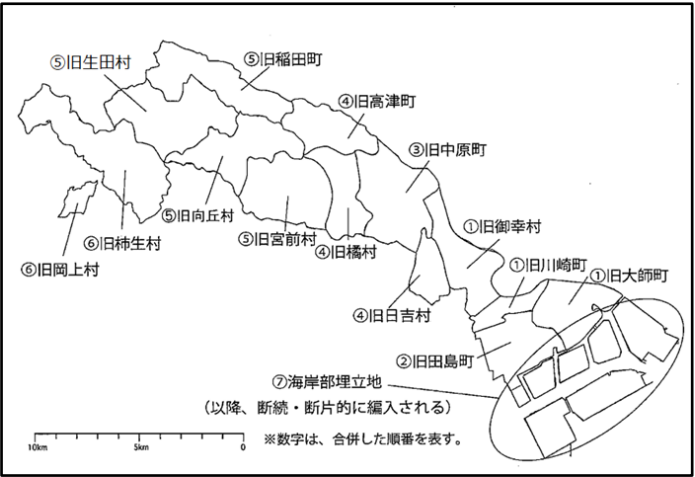 ⑤旧生田村
⑤旧稲田町
④旧高津町
③旧中原町
①旧御幸村
①旧川崎町
①旧大師町
⑤旧向丘村
⑤旧宮前村
④旧橘村
⑥旧柿生村
⑥旧岡上村
④旧日吉村
②旧田島町
⑦海岸部埋立地
(以降、断続・断片的に編入される)
※数字は、合併した順番を表す。
10km 5km 0